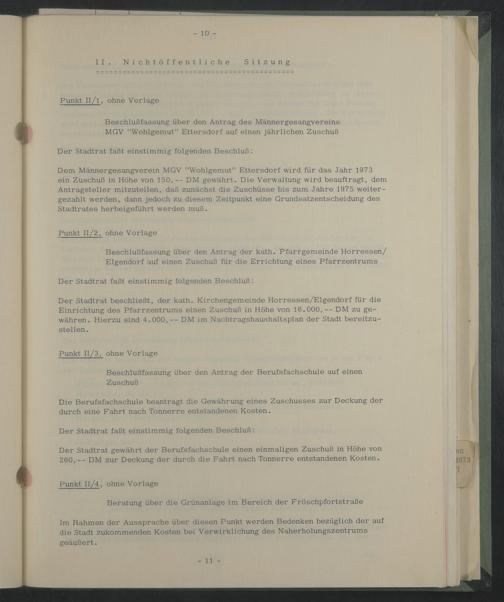 - 10 -
II. Nichtöffentliche Sitzung
Punkt II/1, ohne Vorlage
Beschlußfassung über den Antrag des Männergesangvereins
MGV "Wohlgemut" Ettersdorf auf einen jährlichen Zuschuß
Der Stadtrat faßt einstimmig folgenden Beschluß:
Dem Männergesangverein MGV "Wohlgemut" Ettersdorf wird für das Jahr 1973
ein Zuschuß in Höhe von 150,-- DM gewährt. Die Verwaltung wird beauftragt, dem
Antragsteller mitzuteilen, daß zunächst die Zuschüsse bis zum Jahre 1975 weiter-
gezahlt werden, dann jedoch zu diesem Zeitpunkt eine Grundsatzentscheidung des
Stadtrates herbeigeführt werden muß.
Punkt II/2, ohne Vorlage
Beschlußfassung über den Antrag der kath. Pfarrgemeinde Horressen/
Elgendorf auf einen Zuschuß für die Errichtung eines Pfarrzentrums
Der Stadtrat faßt einstimmig folgenden Beschluß:
Der Stadtrat beschließt, der kath. Kirchengemeinde Horressen/Elgendorf für die
Einrichtung des Pfarrzentrums einen Zuschuß in Höhe von 16.000,-- DM zu ge-
währen. Hierzu sind 4.000,-- DM im Nachtragshaushaltsplan der Stadt bereitzu-
stellen.
Punkt II/3, ohne Vorlage
Beschlußfassung über den Antrag der Berufsfachschule auf einen
Zuschuß
Die Berufsfachschule beantragt die Gewährung eines Zuschusses zur Deckung der
durch eine Fahrt nach Tonnerre entstandenen Kosten.
Der Stadtrat faßt einstimmig folgenden Beschluß:
Der Stadtrat gewährt der Berufsfachschule einen einmaligen Zuschuß in Höhe von
260,-- DM zur Deckung der durch die Fahrt nach Tonnerre entstandenen Kosten.
Punkt II/4, ohne Vorlage
Beratung über die Grünanlage im Bereich der Fröschpfortstraße
Im Rahmen der Aussprache über diesen Punkt werden Bedenken bezüglich der auf
die Stadt zukommenden Kosten bei Verwirklichung des Naherholungszentrums
geäußert.
- 11 -